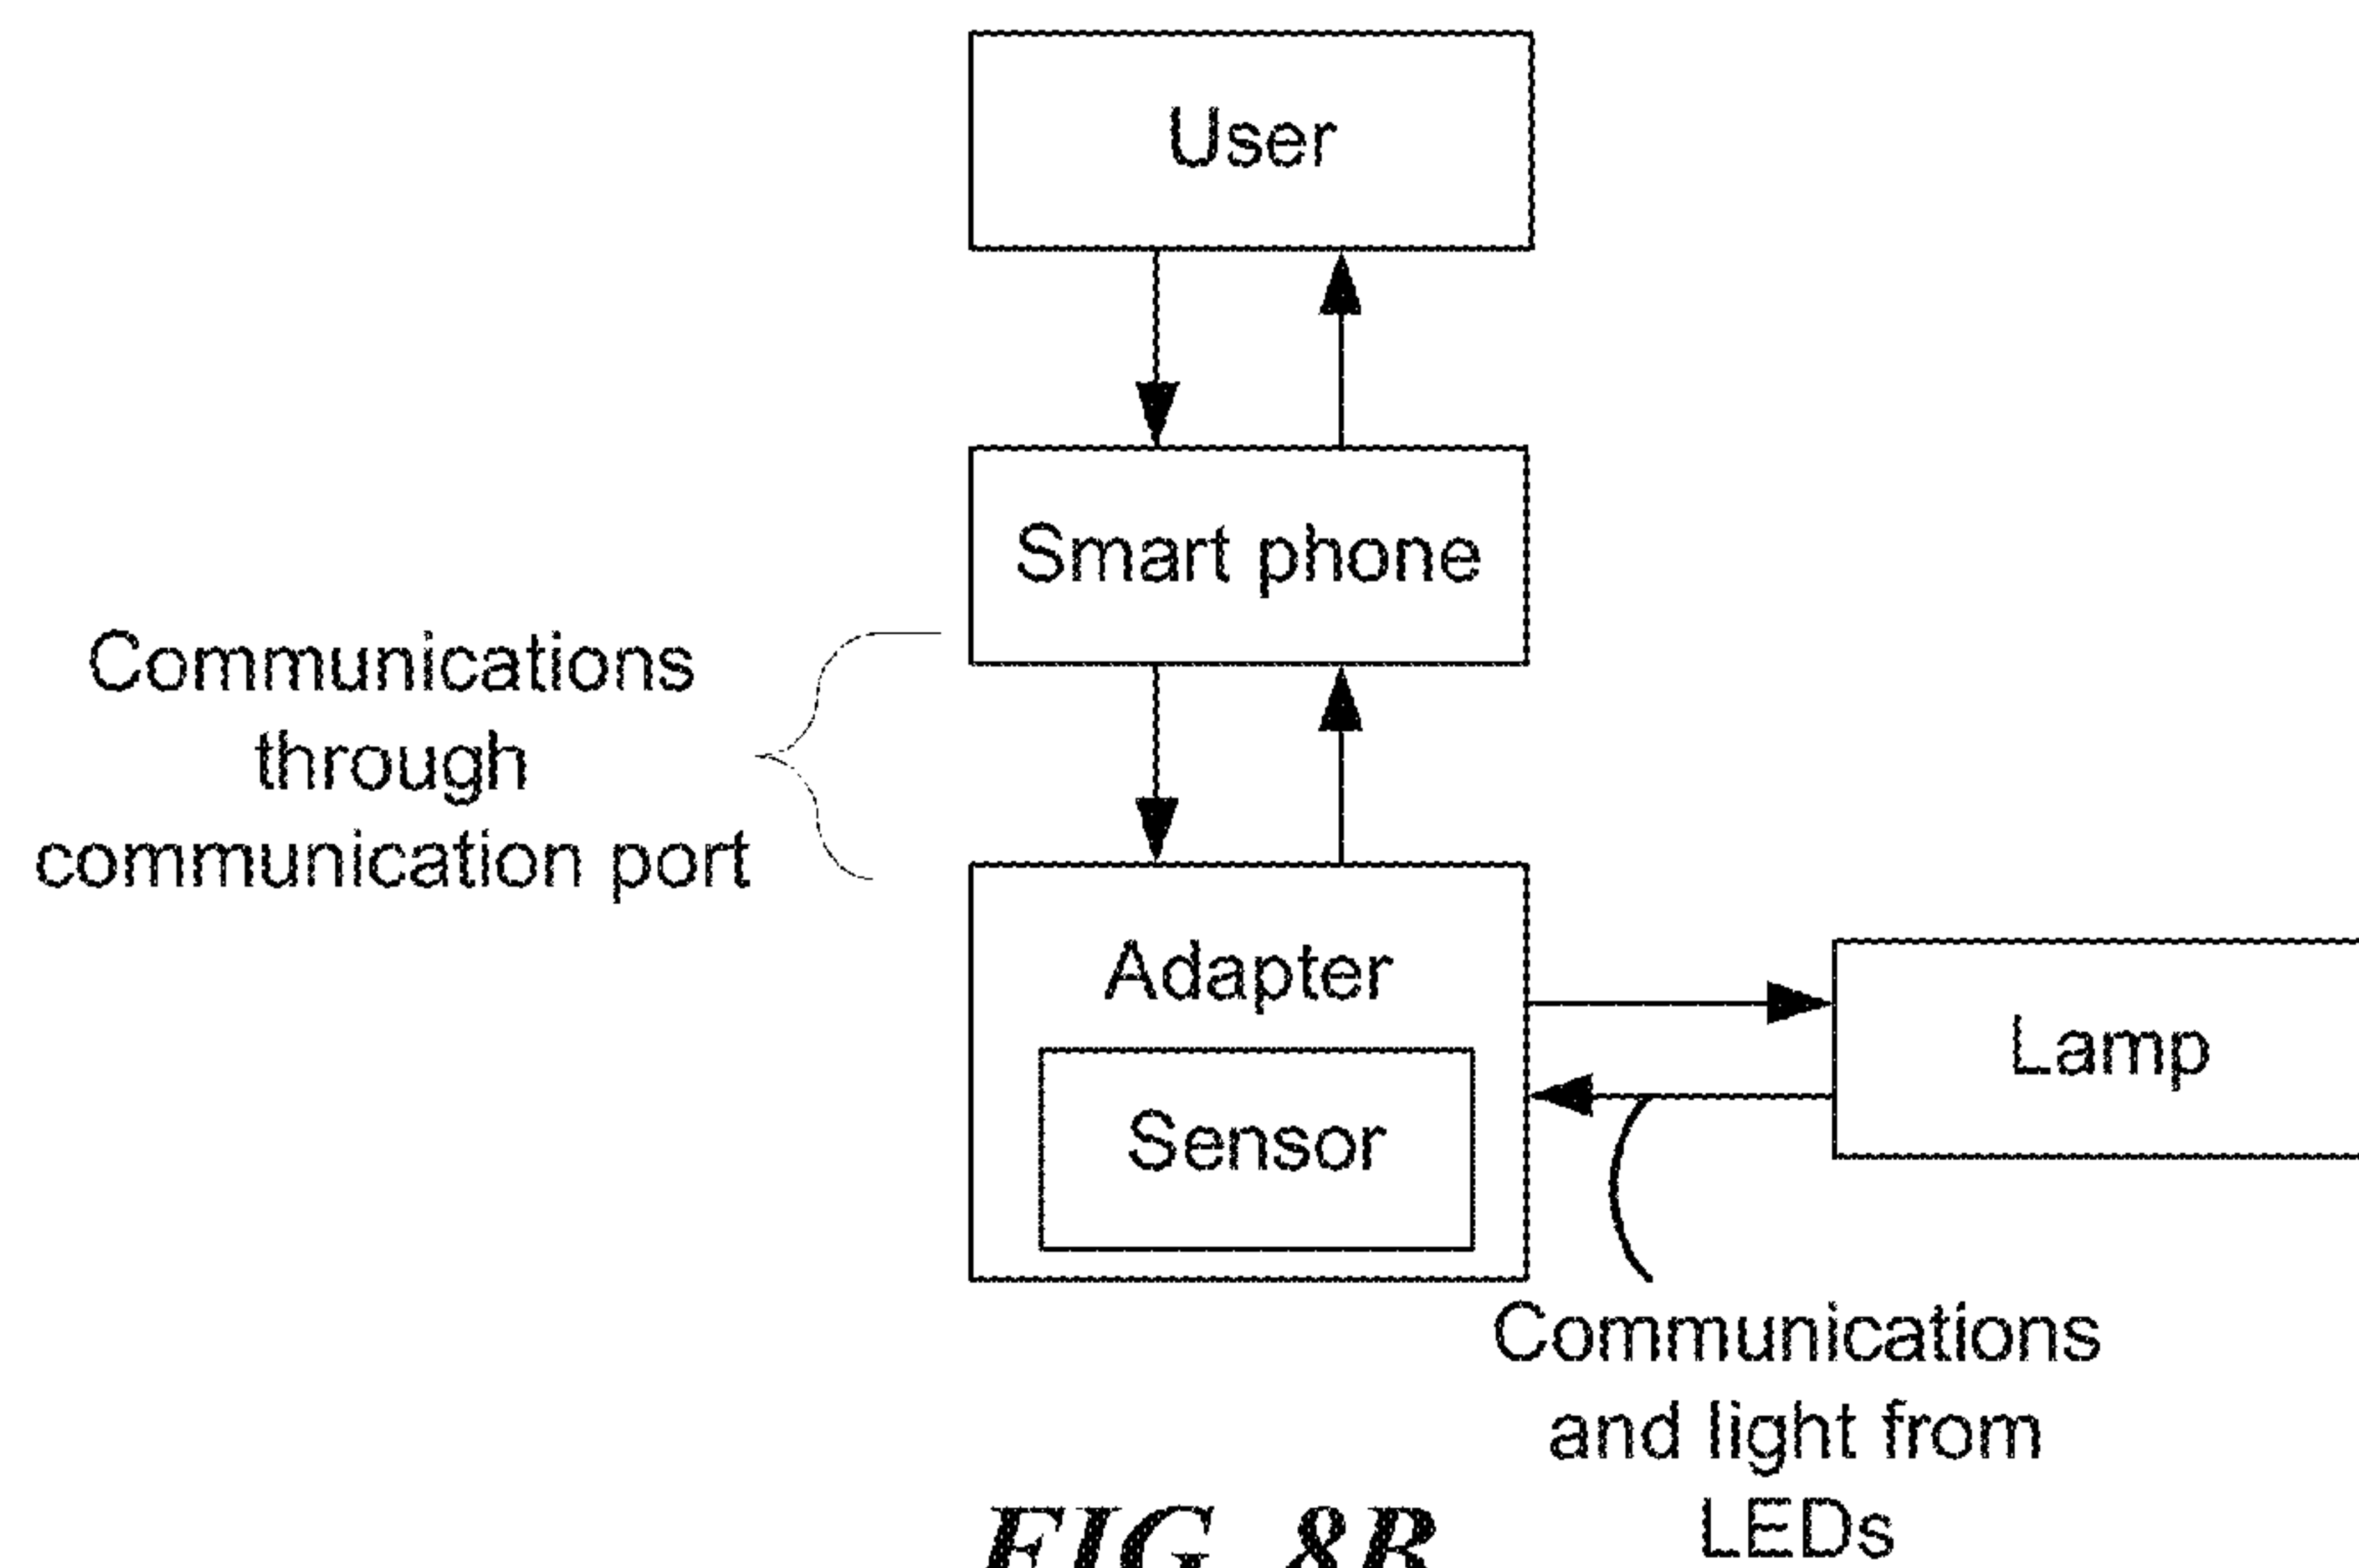 User
Smart phone
Communications
through
communication port
Adapter
Sensor
Lamp
Communications
and light from
LEDs
FIG. 8B